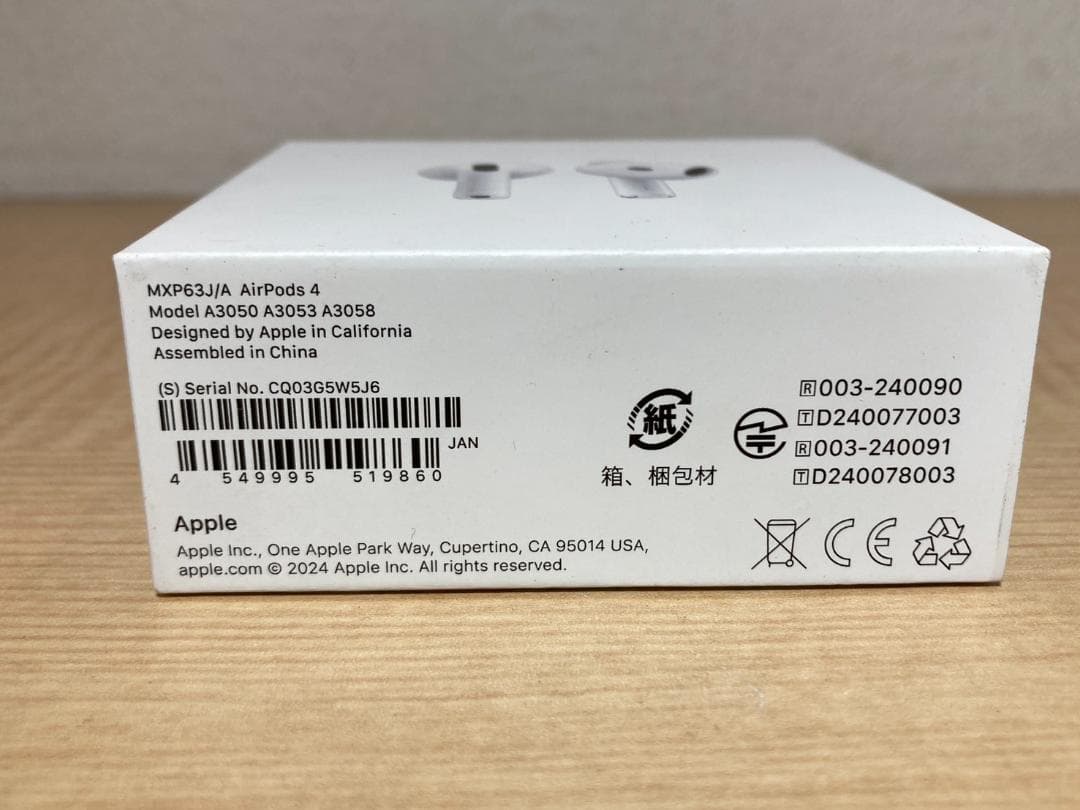 MXP63J/A AirPods 4
Model A3050 A3053 A3058
Designed by Apple in California
Assembled in China
(S) Serial No. CQ03G5W5J6
JAN
4 549995 519860
紙
箱、梱包材
R003-240090
TD240077003
R003-240091
TD240078003
Apple
Apple Inc., One Apple Park Way, Cupertino, CA 95014 USA,
apple.com © 2024 Apple Inc. All rights reserved.
CE